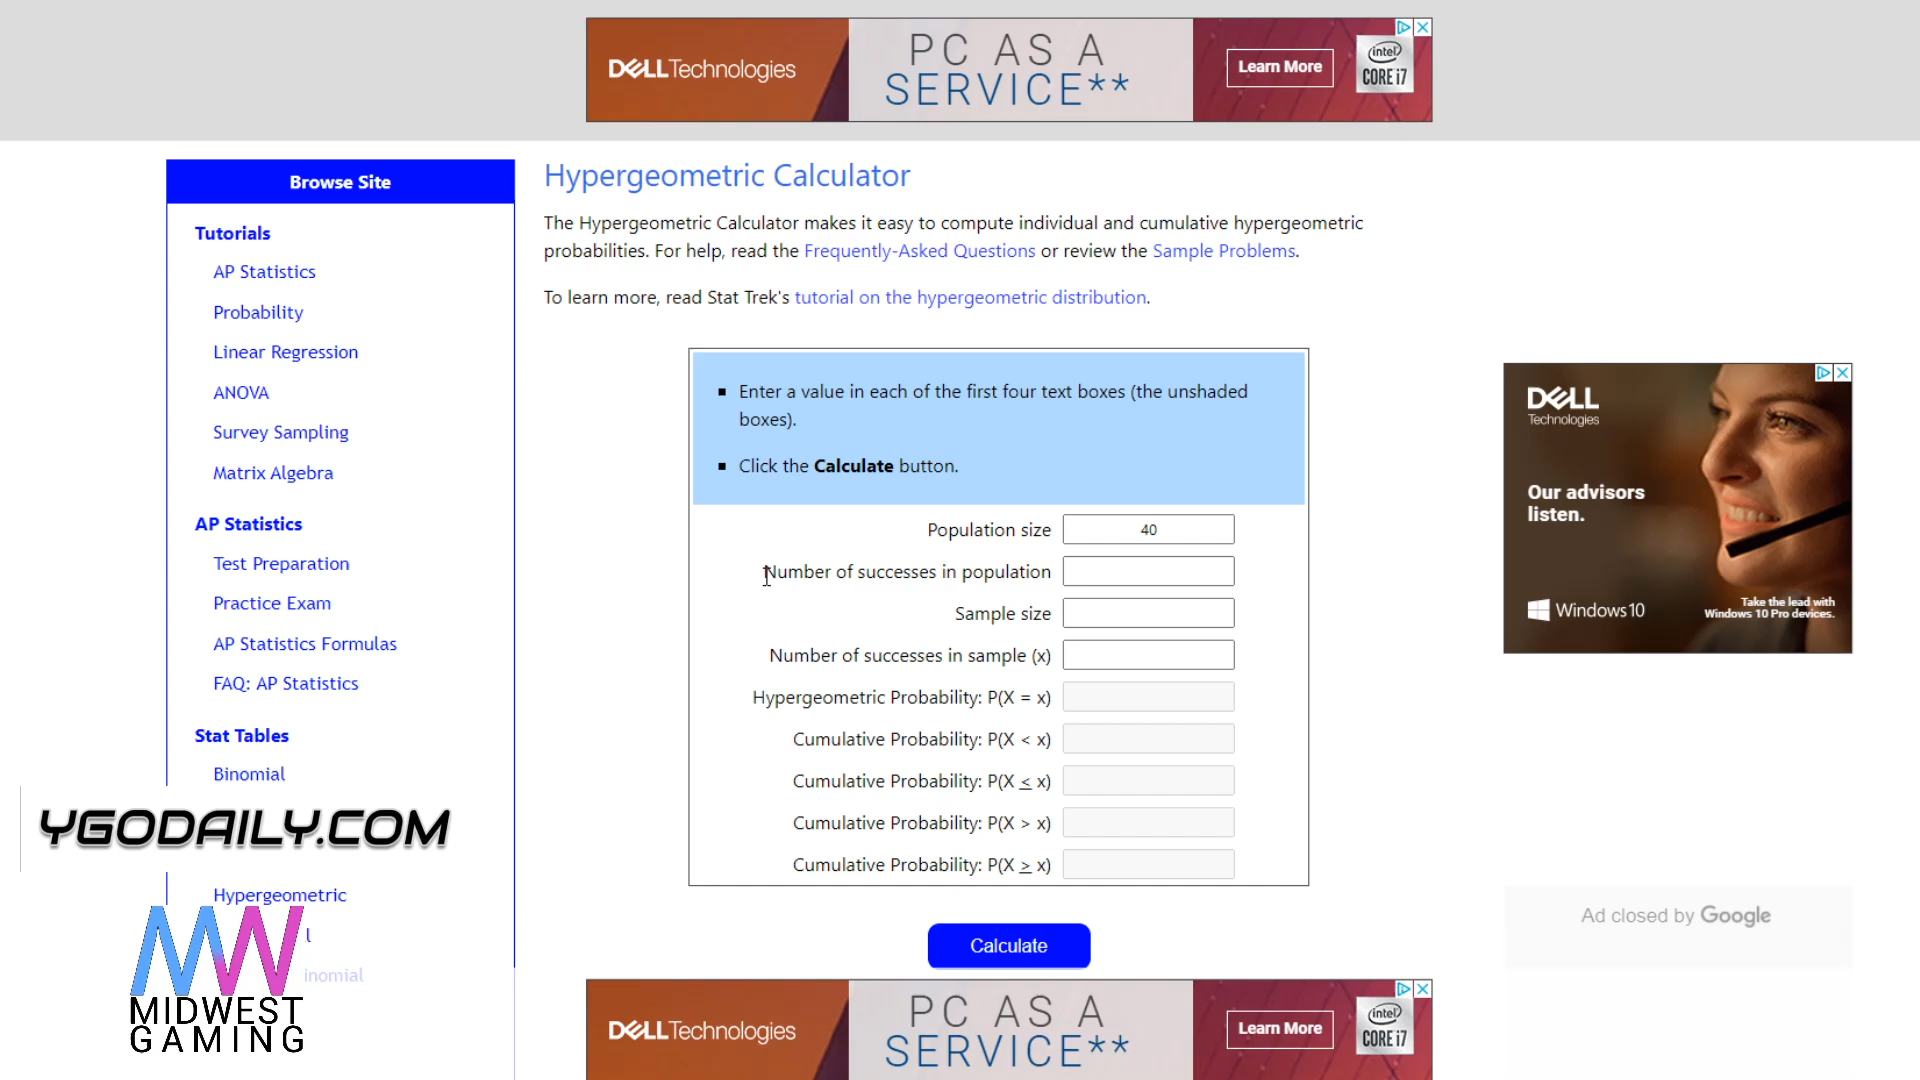 DELL Technologies
PC AS A
SERVICE**
Learn More
intel
CORE i7
Browse Site
Tutorials
AP Statistics
Probability
Linear Regression
ANOVA
Survey Sampling
Matrix Algebra
AP Statistics
Test Preparation
Practice Exam
AP Statistics Formulas
FAQ: AP Statistics
Stat Tables
Binomial
YGODAILY.COM
Hypergeometric
l
inomial
MW
MIDWEST
GAMING
Hypergeometric Calculator
The Hypergeometric Calculator makes it easy to compute individual and cumulative hypergeometric
probabilities. For help, read the Frequently-Asked Questions or review the Sample Problems.
To learn more, read Stat Trek's tutorial on the hypergeometric distribution.
Enter a value in each of the first four text boxes (the unshaded
boxes).
Click the Calculate button.
Population size 40
Number of successes in population
Sample size
Number of successes in sample (x)
Hypergeometric Probability: P(X = x)
Cumulative Probability: P(X < x)
Cumulative Probability: P(X ≤ x)
Cumulative Probability: P(X > x)
Cumulative Probability: P(X ≥ x)
Calculate
DELL
Technologies
Our advisors
listen.
Windows 10
Take the lead with
Windows 10 Pro devices.
Ad closed by Google
DELL Technologies
PC AS A
SERVICE**
Learn More
intel
CORE i7